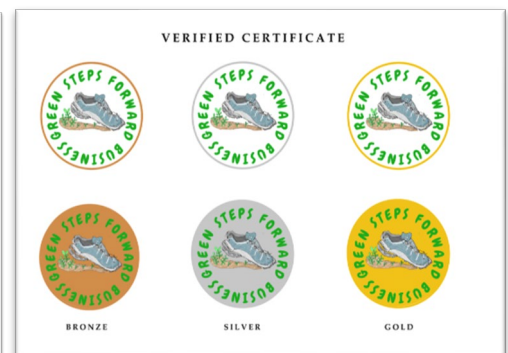 VERIFIED CERTIFICATE
GREEN STEPS FORWARD BUSINESS
GREEN STEPS FORWARD BUSINESS
GREEN STEPS FORWARD BUSINESS
GREEN STEPS FORWARD BUSINESS
GREEN STEPS FORWARD BUSINESS
GREEN STEPS FORWARD BUSINESS
BRONZE
SILVER
GOLD